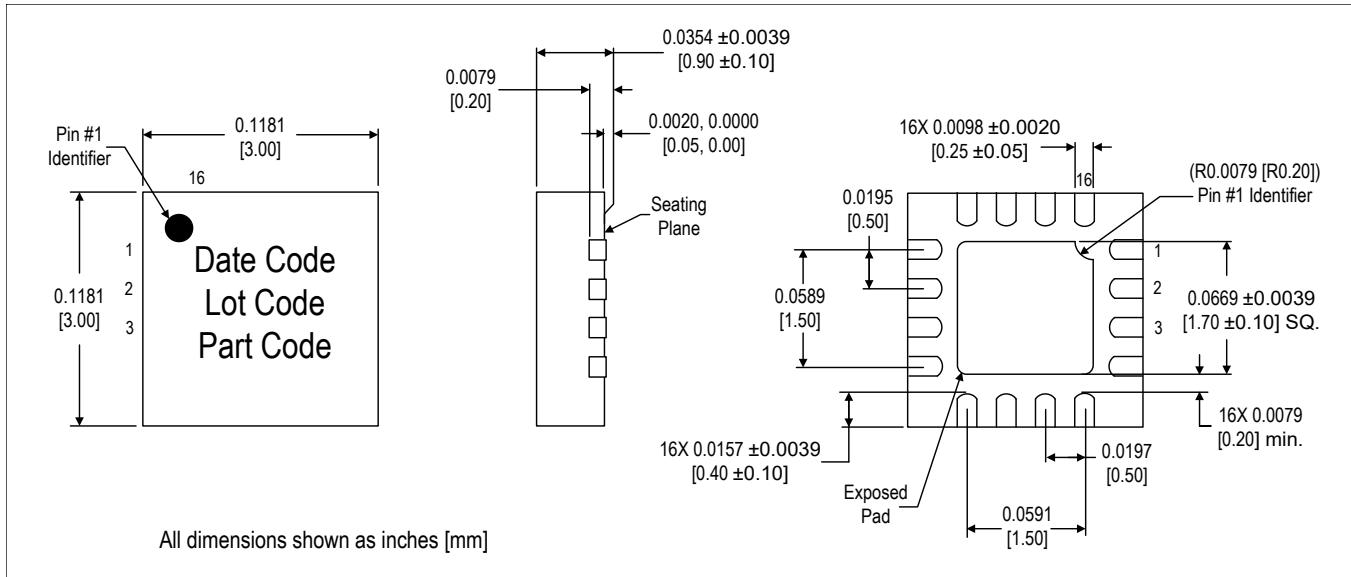 Pin #1
Identifier
0.1181
[3.00]
16
1
2
3
0.1181
[3.00]
Date Code
Lot Code
Part Code
0.0354 ±0.0039
[0.90 ±0.10]
0.0079
[0.20]
0.0020, 0.0000
[0.05, 0.00]
Seating
Plane
16X 0.0098 ±0.0020
[0.25 ±0.05]
16
(R0.0079 [R0.20])
Pin #1 Identifier
0.0195
[0.50]
0.0589
[1.50]
1
2
3
0.0669 ±0.0039
[1.70 ±0.10] SQ.
16X 0.0157 ±0.0039
[0.40 ±0.10]
16X 0.0079
[0.20] min.
0.0197
[0.50]
Exposed
Pad
0.0591
[1.50]
All dimensions shown as inches [mm]